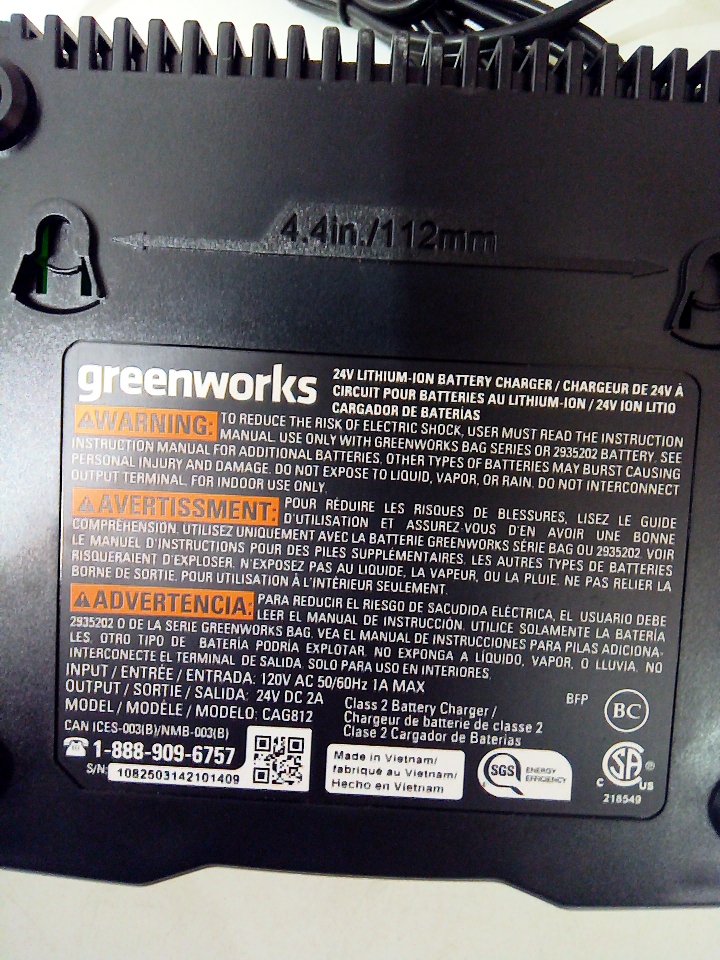 4.4in./112mm
greenworks
24V LITHIUM-ION BATTERY CHARGER / CHARGEUR DE 24V À
CIRCUIT POUR BATTERIES AU LITHIUM-ION / 24V ION LITIO
CARGADOR DE BATERÍAS
WARNING: TO REDUCE THE RISK OF ELECTRIC SHOCK, USER MUST READ THE INSTRUCTION
MANUAL. USE ONLY WITH GREENWORKS BAG SERIES OR 2935202 BATTERY. SEE
INSTRUCTION MANUAL FOR ADDITIONAL BATTERIES. OTHER TYPES OF BATTERIES MAY BURST CAUSING
PERSONAL INJURY AND DAMAGE. DO NOT EXPOSE TO LIQUID, VAPOR, OR RAIN. DO NOT INTERCONNECT
OUTPUT TERMINAL. FOR INDOOR USE ONLY.
AVERTISSMENT: POUR RÉDUIRE LES RISQUES DE BLESSURES, LISEZ LE GUIDE
D'UTILISATION ET ASSUREZ-VOUS D'EN AVOIR UNE BONNE
COMPRÉHENSION. UTILISEZ UNIQUEMENT AVEC LA BATTERIE GREENWORKS SÉRIE BAG OU 2935202. VOIR
LE MANUEL D'INSTRUCTIONS POUR DES PILES SUPPLÉMENTAIRES. LES AUTRES TYPES DE BATTERIES
RISQUERAIENT D'EXPLOSER. N'EXPOSEZ PAS AU LIQUIDE, LA VAPEUR, OU LA PLUIE. NE PAS RELIER LA
BORNE DE SORTIE. POUR UTILISATION À L'INTÉRIEUR SEULEMENT.
ADVERTENCIA: PARA REDUCIR EL RIESGO DE SACUDIDA ELÉCTRICA, EL USUARIO DEBE
LEER EL MANUAL DE INSTRUCCIÓN. UTILICE SOLAMENTE LA BATERÍA
2935202 O DE LA SERIE GREENWORKS BAG. VEA EL MANUAL DE INSTRUCCIONES PARA PILAS ADICIONA-
LES. OTRO TIPO DE BATERÍA PODRÍA EXPLOTAR. NO EXPONGA A LÍQUIDO, VAPOR, O LLUVIA. NO
INTERCONECTE EL TERMINAL DE SALIDA. SOLO PARA USO EN INTERIORES.
INPUT / ENTRÉE / ENTRADA: 120V AC 50/60Hz 1A MAX
OUTPUT / SORTIE / SALIDA: 24V DC 2A
MODEL / MODÈLE / MODELO: CAG812
Class 2 Battery Charger /
Chargeur de batterie de classe 2
Clase 2 Cargador de Baterías
BFP
BC
CAN ICES-003(B)/NMB-003(B)
1-888-909-6757
S/N: 1082503142101409
Made in Vietnam/
fabriqué au Vietnam/
Hecho en Vietnam
SGS ENERGY
EFFICIENCY
C SA US
®
218549